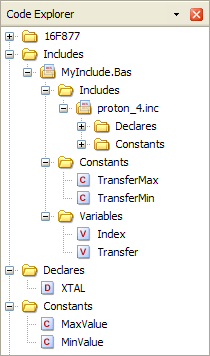 Code Explorer
16F877
Includes
MyInclude.Bas
Includes
proton_4.inc
Declares
Constants
Constants
C TransferMax
C TransferMin
Variables
V Index
V Transfer
Declares
D XTAL
Constants
C MaxValue
C MinValue